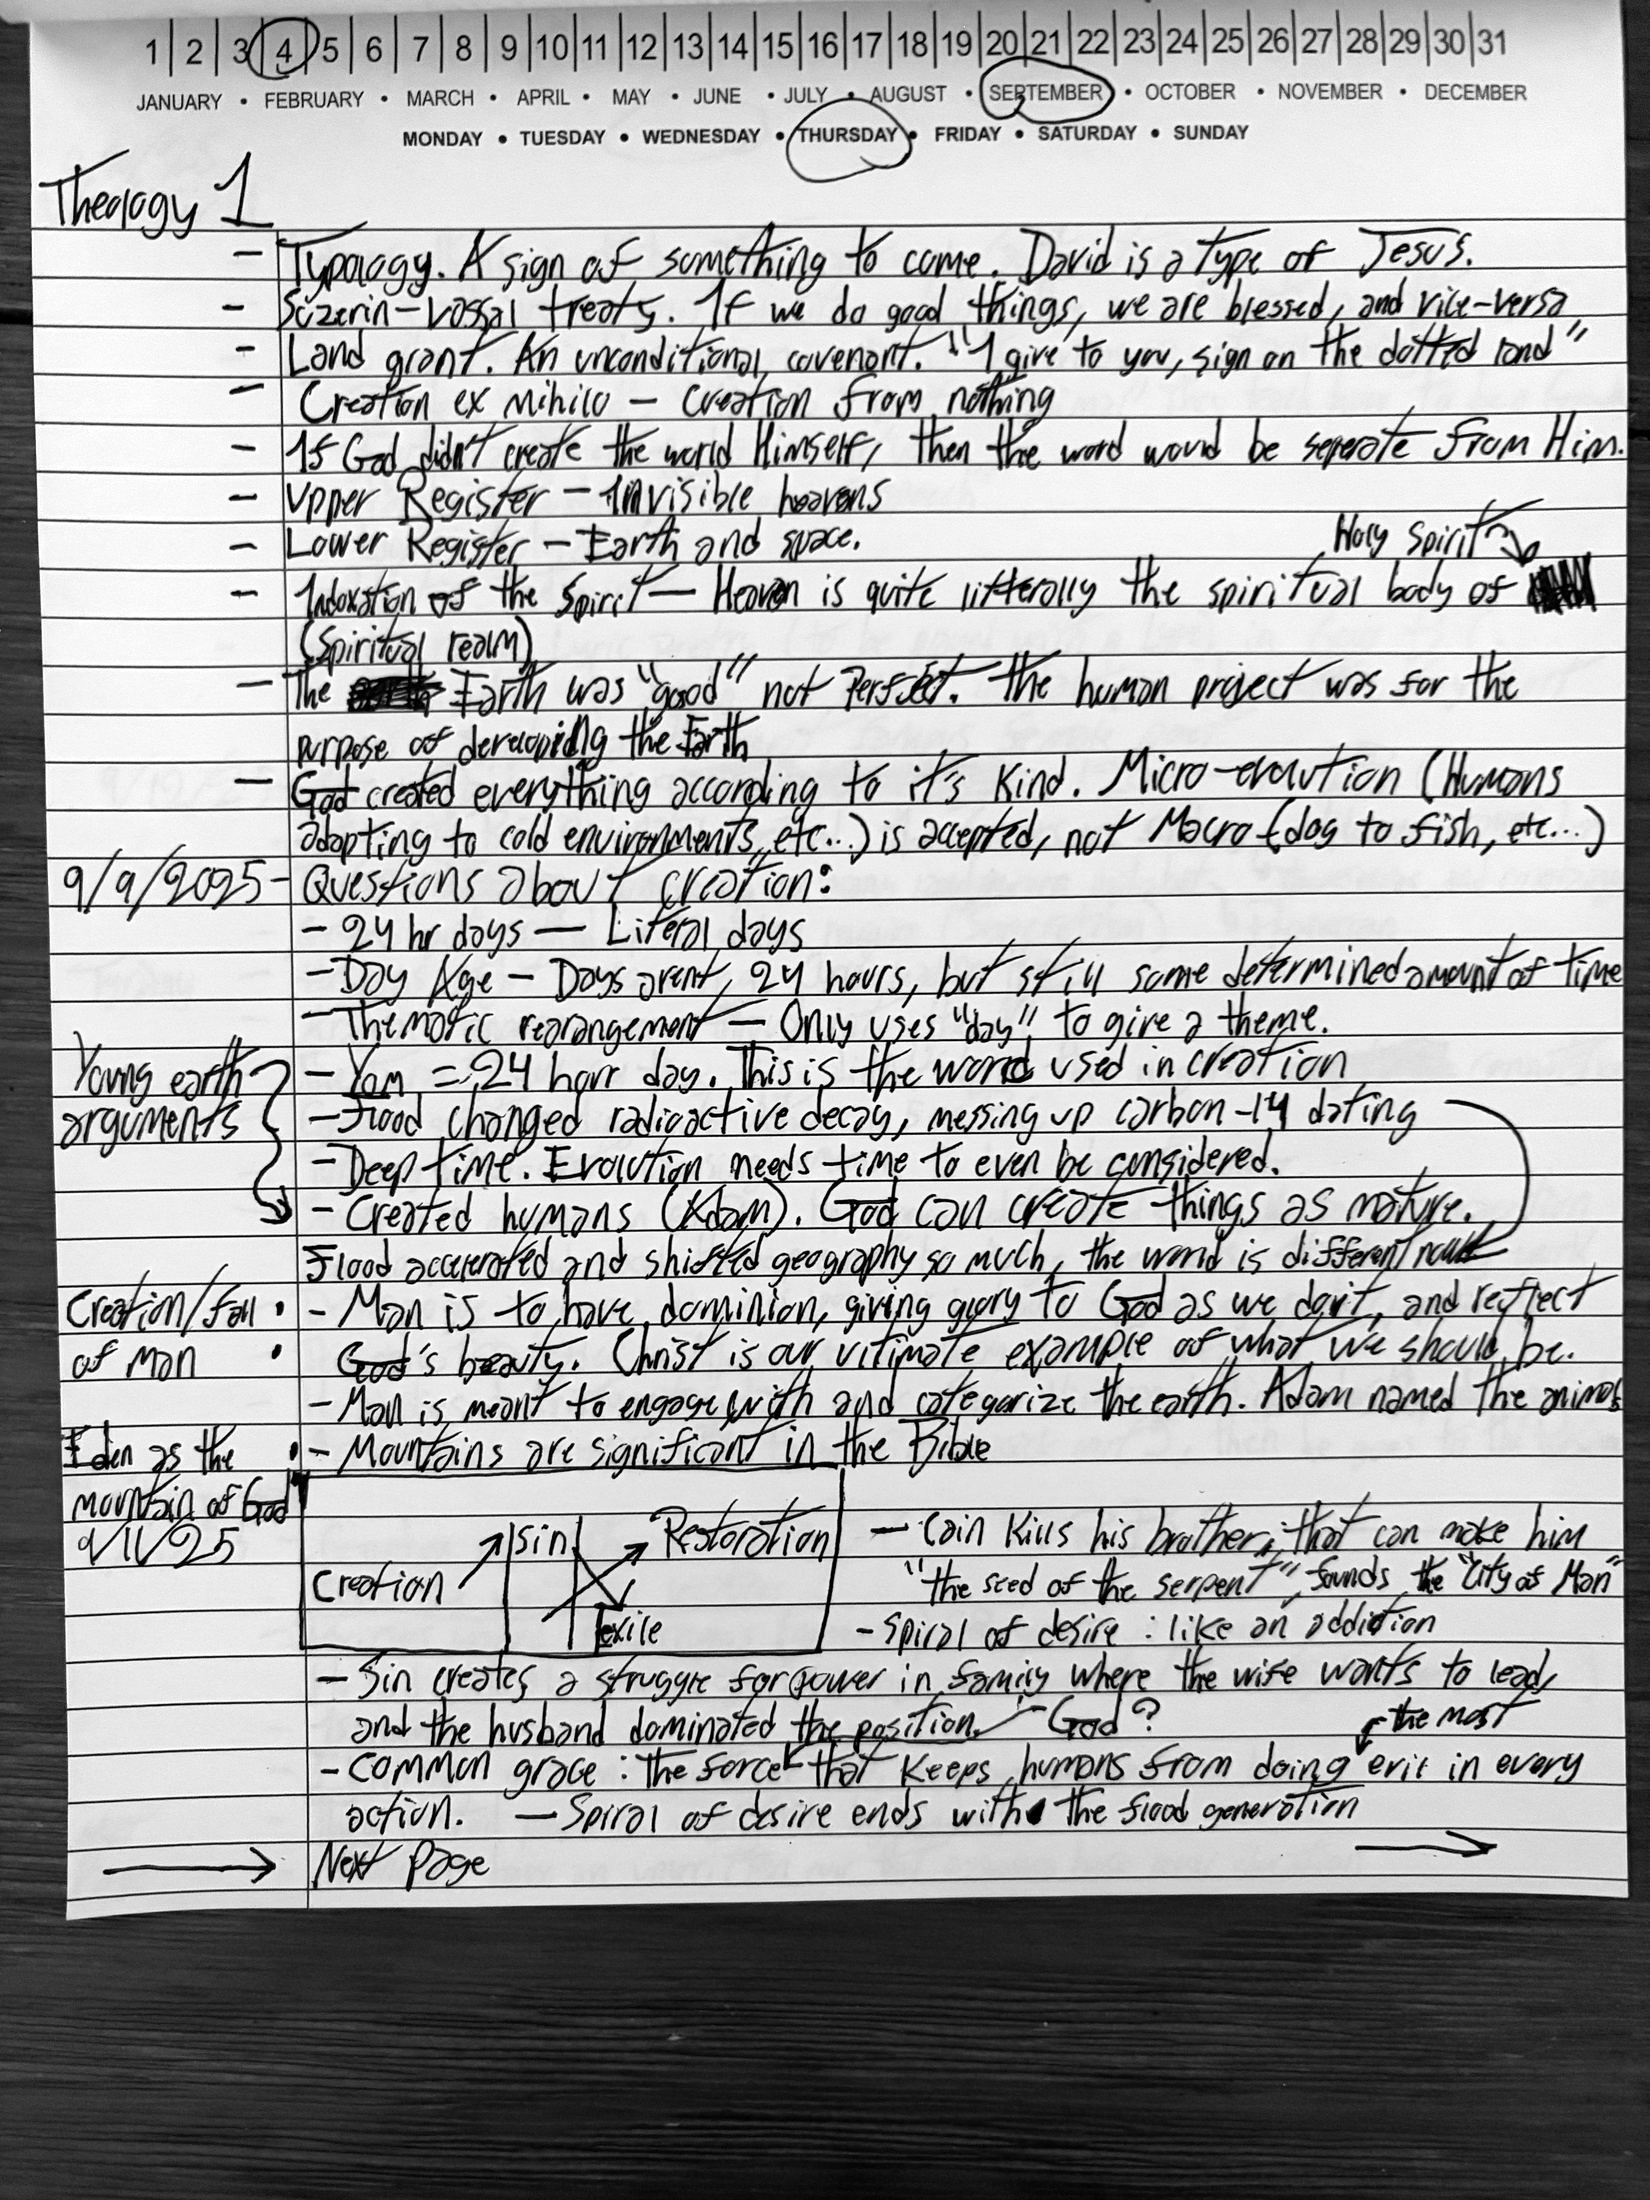 1 | 2 | 3 | 4 | 5 | 6 | 7 | 8 | 9 | 10 | 11 | 12 | 13 | 14 | 15 | 16 | 17 | 18 | 19 | 20 | 21 | 22 | 23 | 24 | 25 | 26 | 27 | 28 | 29 | 30 | 31
JANUARY • FEBRUARY • MARCH • APRIL • MAY • JUNE • JULY • AUGUST • SEPTEMBER • OCTOBER • NOVEMBER • DECEMBER
MONDAY • TUESDAY • WEDNESDAY • THURSDAY • FRIDAY • SATURDAY • SUNDAY
Theology 1
- Typology. A sign of something to come. David is a type of Jesus.
- Suzerin-Vassal treaty. If we do good things, we are blessed, and vice-versa
- Land grant. An unconditional covenant. "I give to you, sign on the dotted land"
- Creation ex Nihilo - Creation from nothing
- If God didn't create the world Himself, then the word would be seperate from Him.
- Upper Register - Invisible heavens
- Lower Register - Earth and space.
Holy Spirit
- Indoxation of the Spirit - Heaven is quite litterally the spiritual body of
(Spiritual realm)
- The Earth was "good" not Perfect. The human project was for the
purpose of developing the Earth
- God created everything according to it's Kind. Micro-evolution (Humans
adapting to cold environments, etc...) is accepted, not Macro (dog to fish, etc...)
9/9/2025 - Questions about creation:
- 24 hr days - Literal days
- Day Age - Days arent 24 hours, but still some determined amount of time
- Thematic rearangement - Only uses "day" to give a theme.
Young earth - Yom = 24 hour day. This is the word used in creation
arguments - Flood changed radioactive decay, messing up carbon-14 dating
- Deep time. Evolution needs time to even be considered.
- Created humans (Adam). God can create things as mature.
Flood accelerated and shifted geography so much, the world is different now
Creation/Fall • - Man is to have dominion, giving glory to God as we do it, and reflect
of Man • God's beauty. Christ is our ultimate example of what we should be.
- Man is meant to engage with and categorize the earth. Adam named the animals
Eden as the • - Mountains are significant in the Bible
mountain of God
9/11/25
Creation
Sin
Restoration
Exile
- Cain Kills his brother, that can make him
"the seed of the serpent", founds the "City of Man"
- Spiral of desire : like an addiction
- Sin creates a struggle for power in family where the wife wants to lead,
and the husband dominated the position. - God?
the most
- Common grace : The force that Keeps humans from doing evil in every
action. - Spiral of desire ends with the flood generation
Next Page